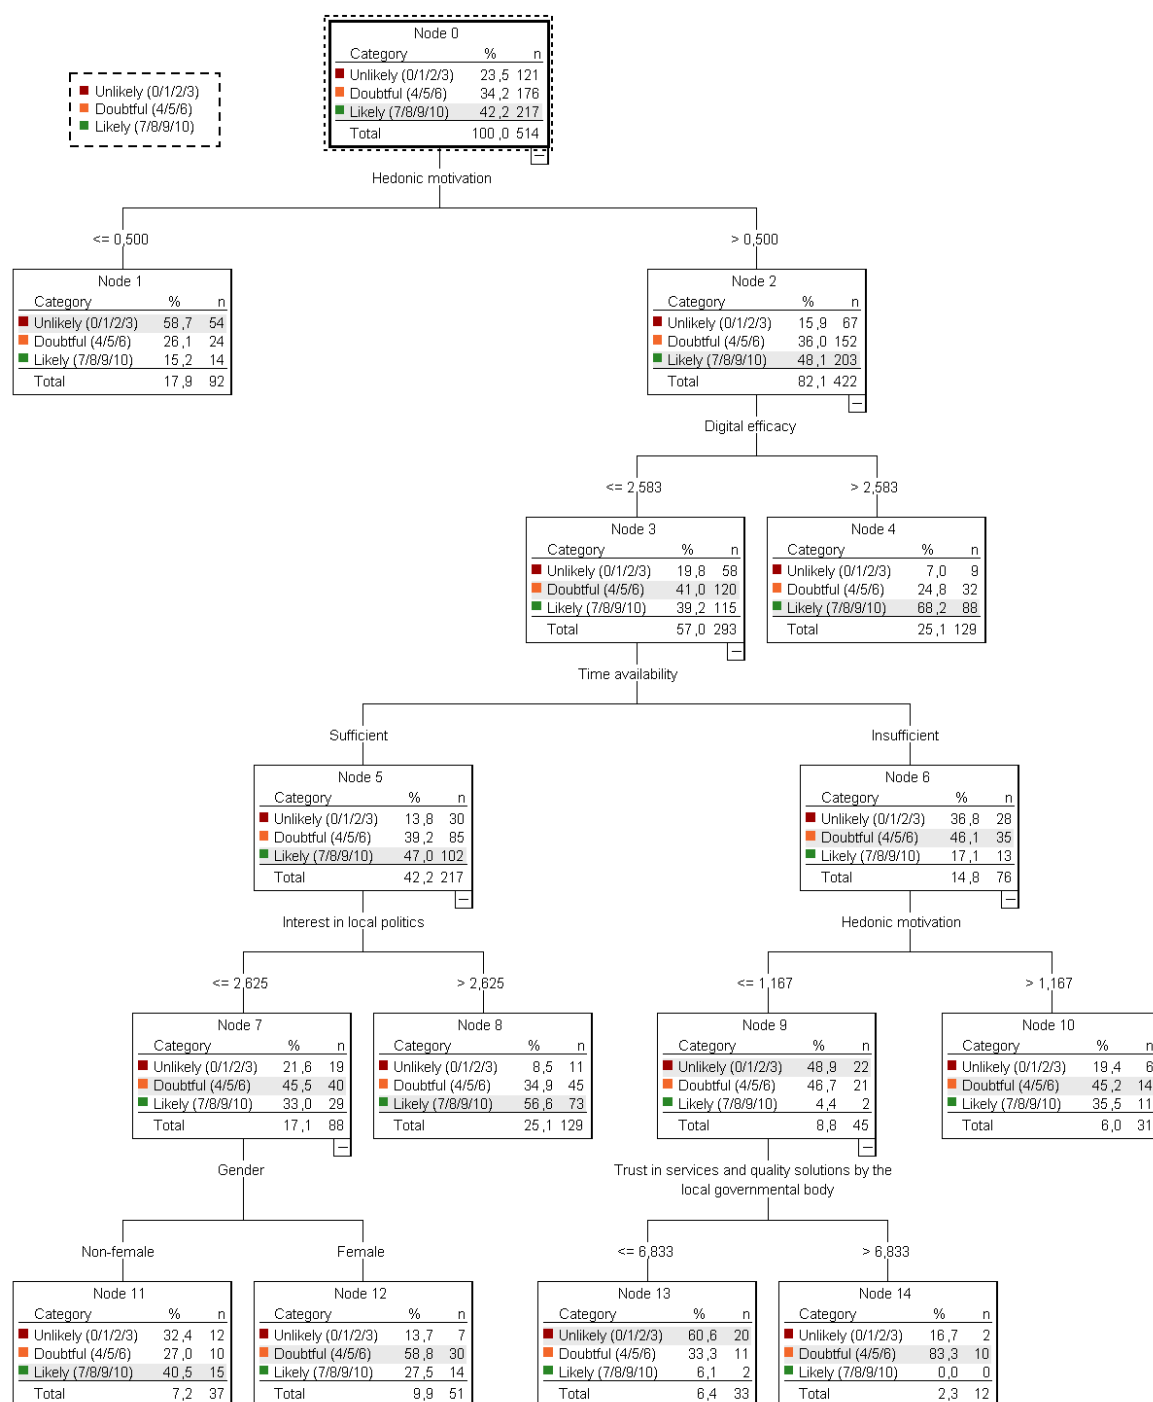 Node 0
Category % n
Unlikely (0/1/2/3) 23,5 121
Doubtful (4/5/6) 34,2 176
Likely (7/8/9/10) 42,2 217
Total 100,0 514
Unlikely (0/1/2/3)
Doubtful (4/5/6)
Likely (7/8/9/10)
Hedonic motivation
<= 0,500
> 0,500
Node 1
Category % n
Unlikely (0/1/2/3) 58,7 54
Doubtful (4/5/6) 26,1 24
Likely (7/8/9/10) 15,2 14
Total 17,9 92
Node 2
Category % n
Unlikely (0/1/2/3) 15,9 67
Doubtful (4/5/6) 36,0 152
Likely (7/8/9/10) 48,1 203
Total 82,1 422
Digital efficacy
<= 2,583
> 2,583
Node 3
Category % n
Unlikely (0/1/2/3) 19,8 58
Doubtful (4/5/6) 41,0 120
Likely (7/8/9/10) 39,2 115
Total 57,0 293
Node 4
Category % n
Unlikely (0/1/2/3) 7,0 9
Doubtful (4/5/6) 24,8 32
Likely (7/8/9/10) 68,2 88
Total 25,1 129
Time availability
Sufficient
Insufficient
Node 5
Category % n
Unlikely (0/1/2/3) 13,8 30
Doubtful (4/5/6) 39,2 85
Likely (7/8/9/10) 47,0 102
Total 42,2 217
Node 6
Category % n
Unlikely (0/1/2/3) 36,8 28
Doubtful (4/5/6) 46,1 35
Likely (7/8/9/10) 17,1 13
Total 14,8 76
Interest in local politics
Hedonic motivation
<= 2,625
> 2,625
<= 1,167
> 1,167
Node 7
Category % n
Unlikely (0/1/2/3) 21,6 19
Doubtful (4/5/6) 45,5 40
Likely (7/8/9/10) 33,0 29
Total 17,1 88
Node 8
Category % n
Unlikely (0/1/2/3) 8,5 11
Doubtful (4/5/6) 34,9 45
Likely (7/8/9/10) 56,6 73
Total 25,1 129
Node 9
Category % n
Unlikely (0/1/2/3) 48,9 22
Doubtful (4/5/6) 46,7 21
Likely (7/8/9/10) 4,4 2
Total 8,8 45
Node 10
Category % n
Unlikely (0/1/2/3) 19,4 6
Doubtful (4/5/6) 45,2 14
Likely (7/8/9/10) 35,5 11
Total 6,0 31
Gender
Trust in services and quality solutions by the
local governmental body
Non-female
Female
<= 6,833
> 6,833
Node 11
Category % n
Unlikely (0/1/2/3) 32,4 12
Doubtful (4/5/6) 27,0 10
Likely (7/8/9/10) 40,5 15
Total 7,2 37
Node 12
Category % n
Unlikely (0/1/2/3) 13,7 7
Doubtful (4/5/6) 58,8 30
Likely (7/8/9/10) 27,5 14
Total 9,9 51
Node 13
Category % n
Unlikely (0/1/2/3) 60,6 20
Doubtful (4/5/6) 33,3 11
Likely (7/8/9/10) 6,1 2
Total 6,4 33
Node 14
Category % n
Unlikely (0/1/2/3) 16,7 2
Doubtful (4/5/6) 83,3 10
Likely (7/8/9/10) 0,0 0
Total 2,3 12